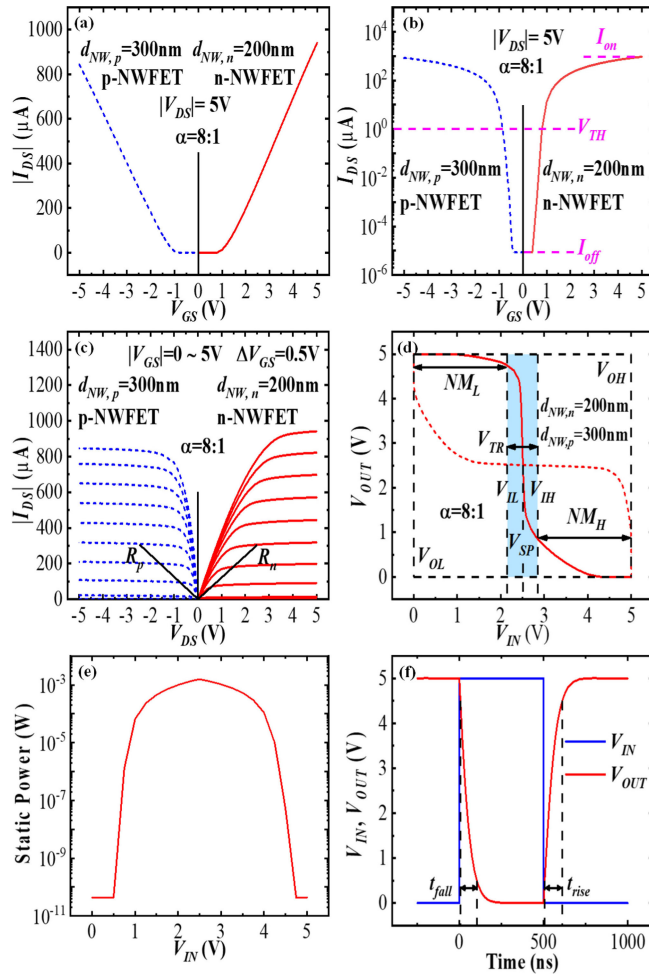 (a)
d_NW,p=300nm d_NW,n=200nm
p-NWFET n-NWFET
|V_DS|= 5V
α=8:1
1000
800
600
400
200
0
|I_DS| (μA)
-5 -4 -3 -2 -1 0 1 2 3 4 5
V_GS (V)
(b)
|V_DS|= 5V
α=8:1
I_on
V_TH
d_NW,p=300nm
p-NWFET
d_NW,n=200nm
n-NWFET
I_off
10^4
10^2
10^0
10^-2
10^-4
10^-6
I_DS (μA)
-5 -4 -3 -2 -1 0 1 2 3 4 5
V_GS (V)
(c)
|V_GS|=0 ~ 5V ΔV_GS=0.5V
d_NW,p=300nm d_NW,n=200nm
p-NWFET n-NWFET
α=8:1
R_p R_n
1400
1200
1000
800
600
400
200
0
|I_DS| (μA)
-5 -4 -3 -2 -1 0 1 2 3 4 5
V_DS (V)
(d)
NM_L
V_OH
d_NW,n=200nm
d_NW,p=300nm
V_TR
V_IL V_IH
α=8:1
NM_H
V_SP
V_OL
5
4
3
2
1
0
V_OUT (V)
0 1 2 3 4 5
V_IN (V)
(e)
10^-3
10^-5
10^-7
10^-9
10^-11
Static Power (W)
0 1 2 3 4 5
V_IN (V)
(f)
V_IN
V_OUT
t_fall t_rise
5
4
3
2
1
0
V_IN, V_OUT (V)
0 500 1000
Time (ns)